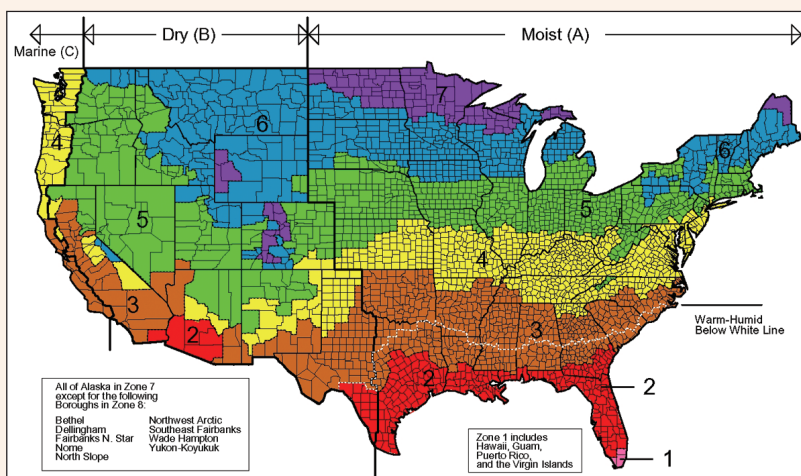 Dry (B)
Moist (A)
Marine (C)
7
6
6
4
5
5
4
3
3
Warm-Humid
Below White Line
2
2
2
1
All of Alaska in Zone 7
except for the following
Boroughs in Zone 8:
Bethel
Dellingham
Fairbanks N. Star
Nome
North Slope
Northwest Arctic
Southeast Fairbanks
Wade Hampton
Yukon-Koyukuk
Zone 1 includes
Hawaii, Guam,
Puerto Rico,
and the Virgin Islands